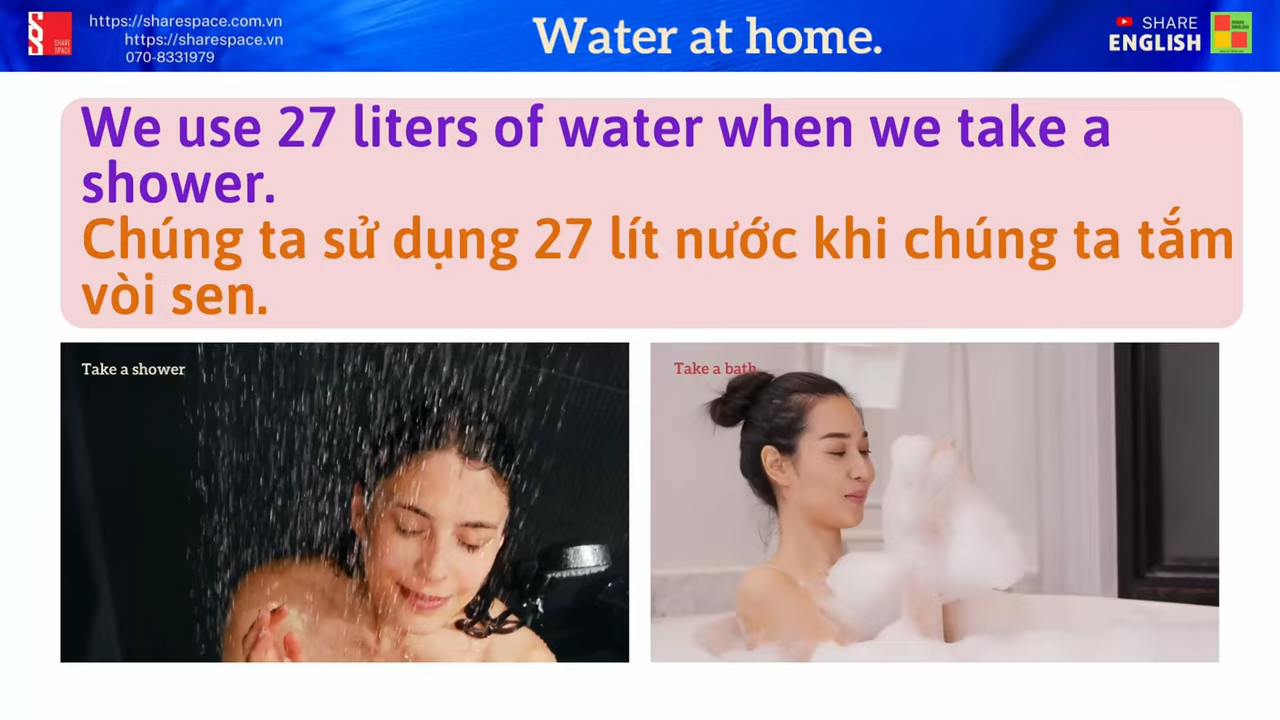 SHARE
SPACE
https://sharespace.com.vn
https://sharespace.vn
070-8331979
Water at home.
SHARE
ENGLISH
We use 27 liters of water when we take a
shower.
Chúng ta sử dụng 27 lít nước khi chúng ta tắm
vòi sen.
Take a shower
Take a bath